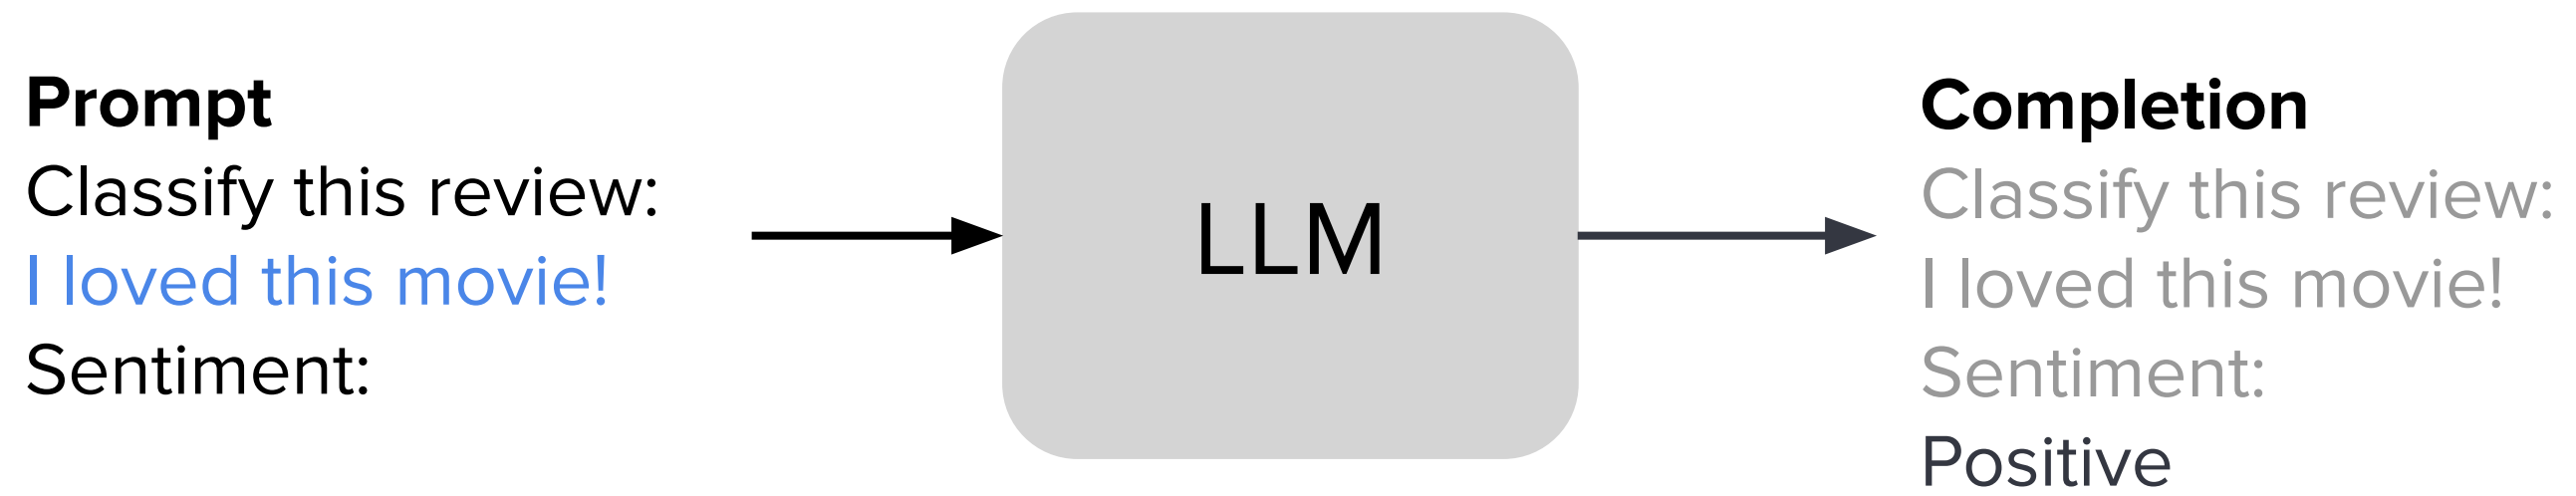 Prompt
Classify this review:
I loved this movie!
Sentiment:
LLM
Completion
Classify this review:
I loved this movie!
Sentiment:
Positive